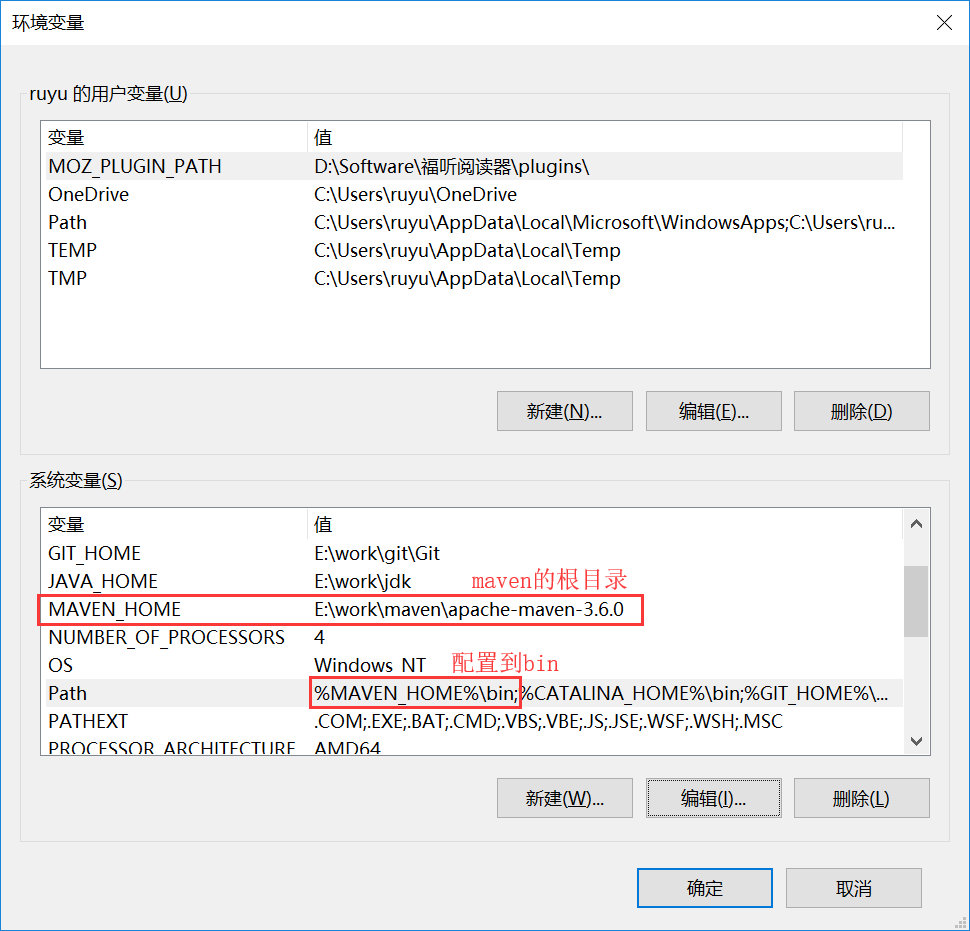 环境变量
ruyu 的用户变量(U)
变量 值
MOZ_PLUGIN_PATH D:\Software\福听阅读器\plugins\
OneDrive C:\Users\ruyu\OneDrive
Path C:\Users\ruyu\AppData\Local\Microsoft\WindowsApps;C:\Users\ru...
TEMP C:\Users\ruyu\AppData\Local\Temp
TMP C:\Users\ruyu\AppData\Local\Temp
新建(N)... 编辑(E)... 删除(D)
系统变量(S)
变量 值
GIT_HOME E:\work\git\Git
JAVA_HOME E:\work\jdk maven的根目录
MAVEN_HOME E:\work\maven\apache-maven-3.6.0
NUMBER_OF_PROCESSORS 4
OS Windows_NT 配置到bin
Path %MAVEN_HOME%\bin;%CATALINA_HOME%\bin;%GIT_HOME%\...
PATHEXT .COM;.EXE;.BAT;.CMD;.VBS;.VBE;.JS;.JSE;.WSF;.WSH;.MSC
PROCESSOR_ARCHITECTURE AMD64
新建(W)... 编辑(I)... 删除(L)
确定 取消